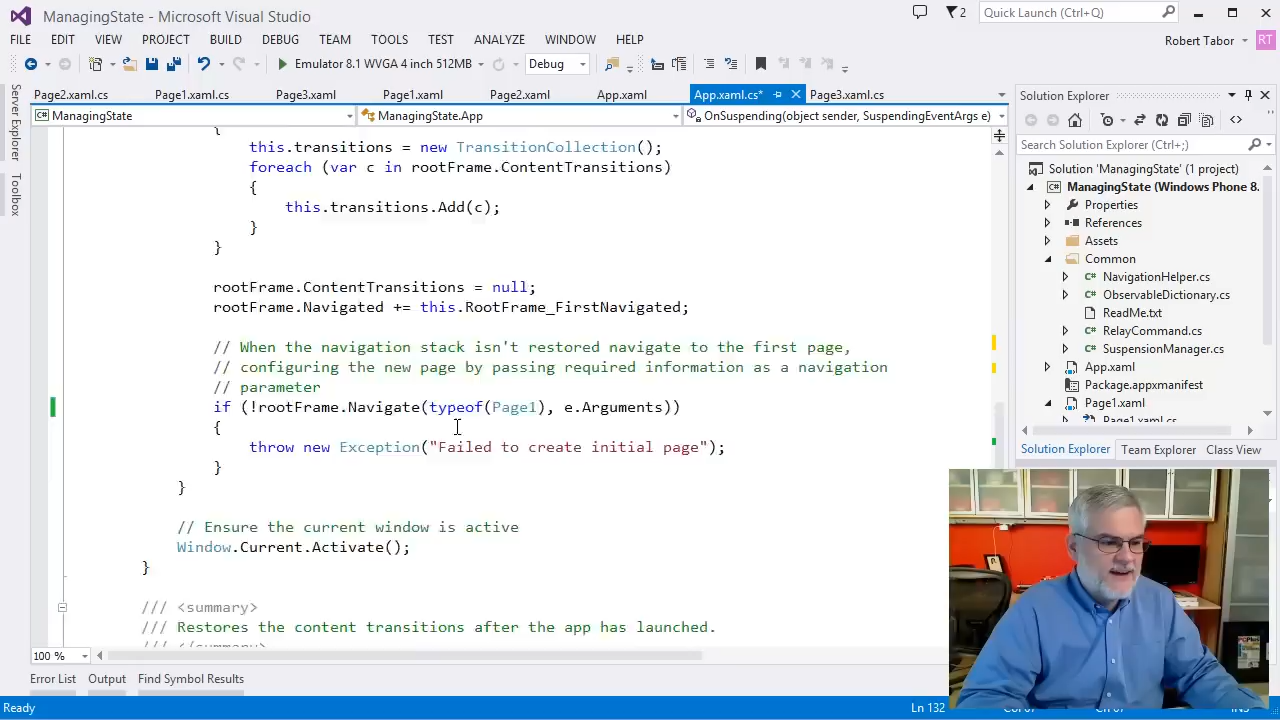 ManagingState - Microsoft Visual Studio
2
Quick Launch (Ctrl+Q)
FILE EDIT VIEW PROJECT BUILD DEBUG TEAM TOOLS TEST ANALYZE WINDOW HELP
Robert Tabor
RT
Emulator 8.1 WVGA 4 inch 512MB
Debug
Page2.xaml.cs Page1.xaml.cs Page3.xaml Page1.xaml Page2.xaml App.xaml App.xaml.cs* Page3.xaml.cs
ManagingState
ManagingState.App
OnSuspending(object sender, SuspendingEventArgs e)
Server Explorer
Toolbox
{
this.transitions = new TransitionCollection();
foreach (var c in rootFrame.ContentTransitions)
{
this.transitions.Add(c);
}
}
rootFrame.ContentTransitions = null;
rootFrame.Navigated += this.RootFrame_FirstNavigated;
// When the navigation stack isn't restored navigate to the first page,
// configuring the new page by passing required information as a navigation
// parameter
if (!rootFrame.Navigate(typeof(Page1), e.Arguments))
{
throw new Exception("Failed to create initial page");
}
}
// Ensure the current window is active
Window.Current.Activate();
}
/// <summary>
/// Restores the content transitions after the app has launched.
/// </summary>
100 %
Error List Output Find Symbol Results
Ready
Ln 132
Solution Explorer
Search Solution Explorer (Ctrl+;)
Solution 'ManagingState' (1 project)
ManagingState (Windows Phone 8.
Properties
References
Assets
Common
NavigationHelper.cs
ObservableDictionary.cs
ReadMe.txt
RelayCommand.cs
SuspensionManager.cs
App.xaml
Package.appxmanifest
Page1.xaml
Page1.xaml.cs
Solution Explorer Team Explorer Class View